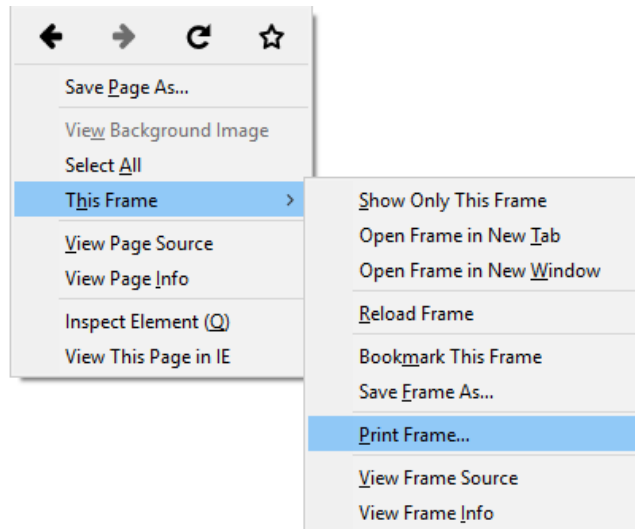 Save Page As...
View Background Image
Select All
This Frame
View Page Source
View Page Info
Inspect Element (Q)
View This Page in IE
Show Only This Frame
Open Frame in New Tab
Open Frame in New Window
Reload Frame
Bookmark This Frame
Save Frame As...
Print Frame...
View Frame Source
View Frame Info